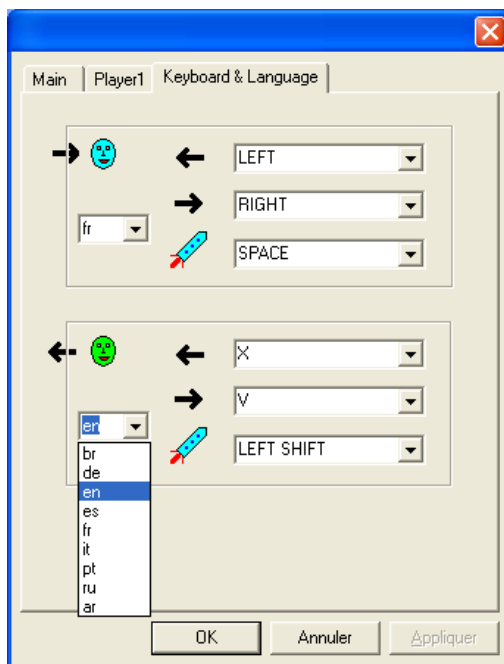 Main Player1 Keyboard & Language
LEFT
fr RIGHT
SPACE
X
en V
LEFT SHIFT
br
de
en
es
fr
it
pt
ru
ar
OK Annuler Appliquer